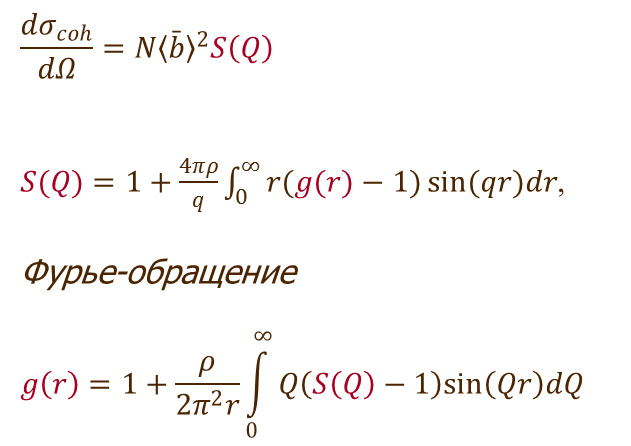 dσ_coh/dΩ = N⟨b̄⟩²S(Q)
S(Q) = 1 + 4πρ/q ∫₀^∞ r(g(r) − 1) sin(qr)dr,
Фурье-обращение
g(r) = 1 + ρ/2π²r ∫₀^∞ Q(S(Q) − 1)sin(Qr)dQ